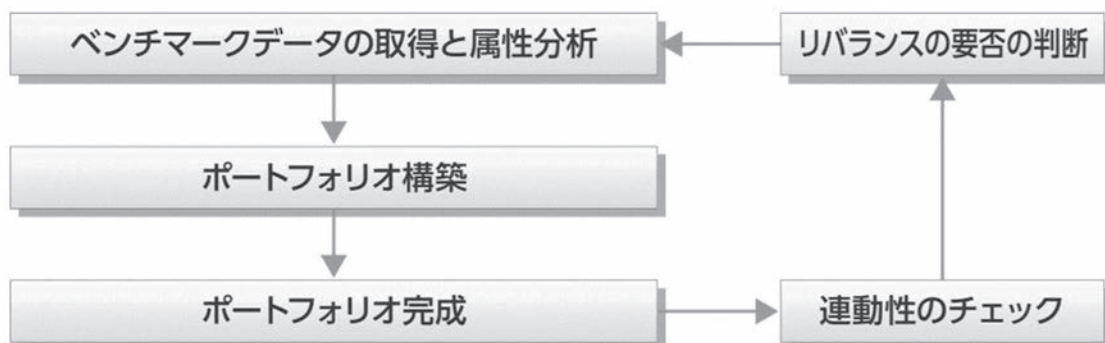 ベンチマークデータの取得と属性分析
リバランスの要否の判断
ポートフォリオ構築
ポートフォリオ完成
連動性のチェック